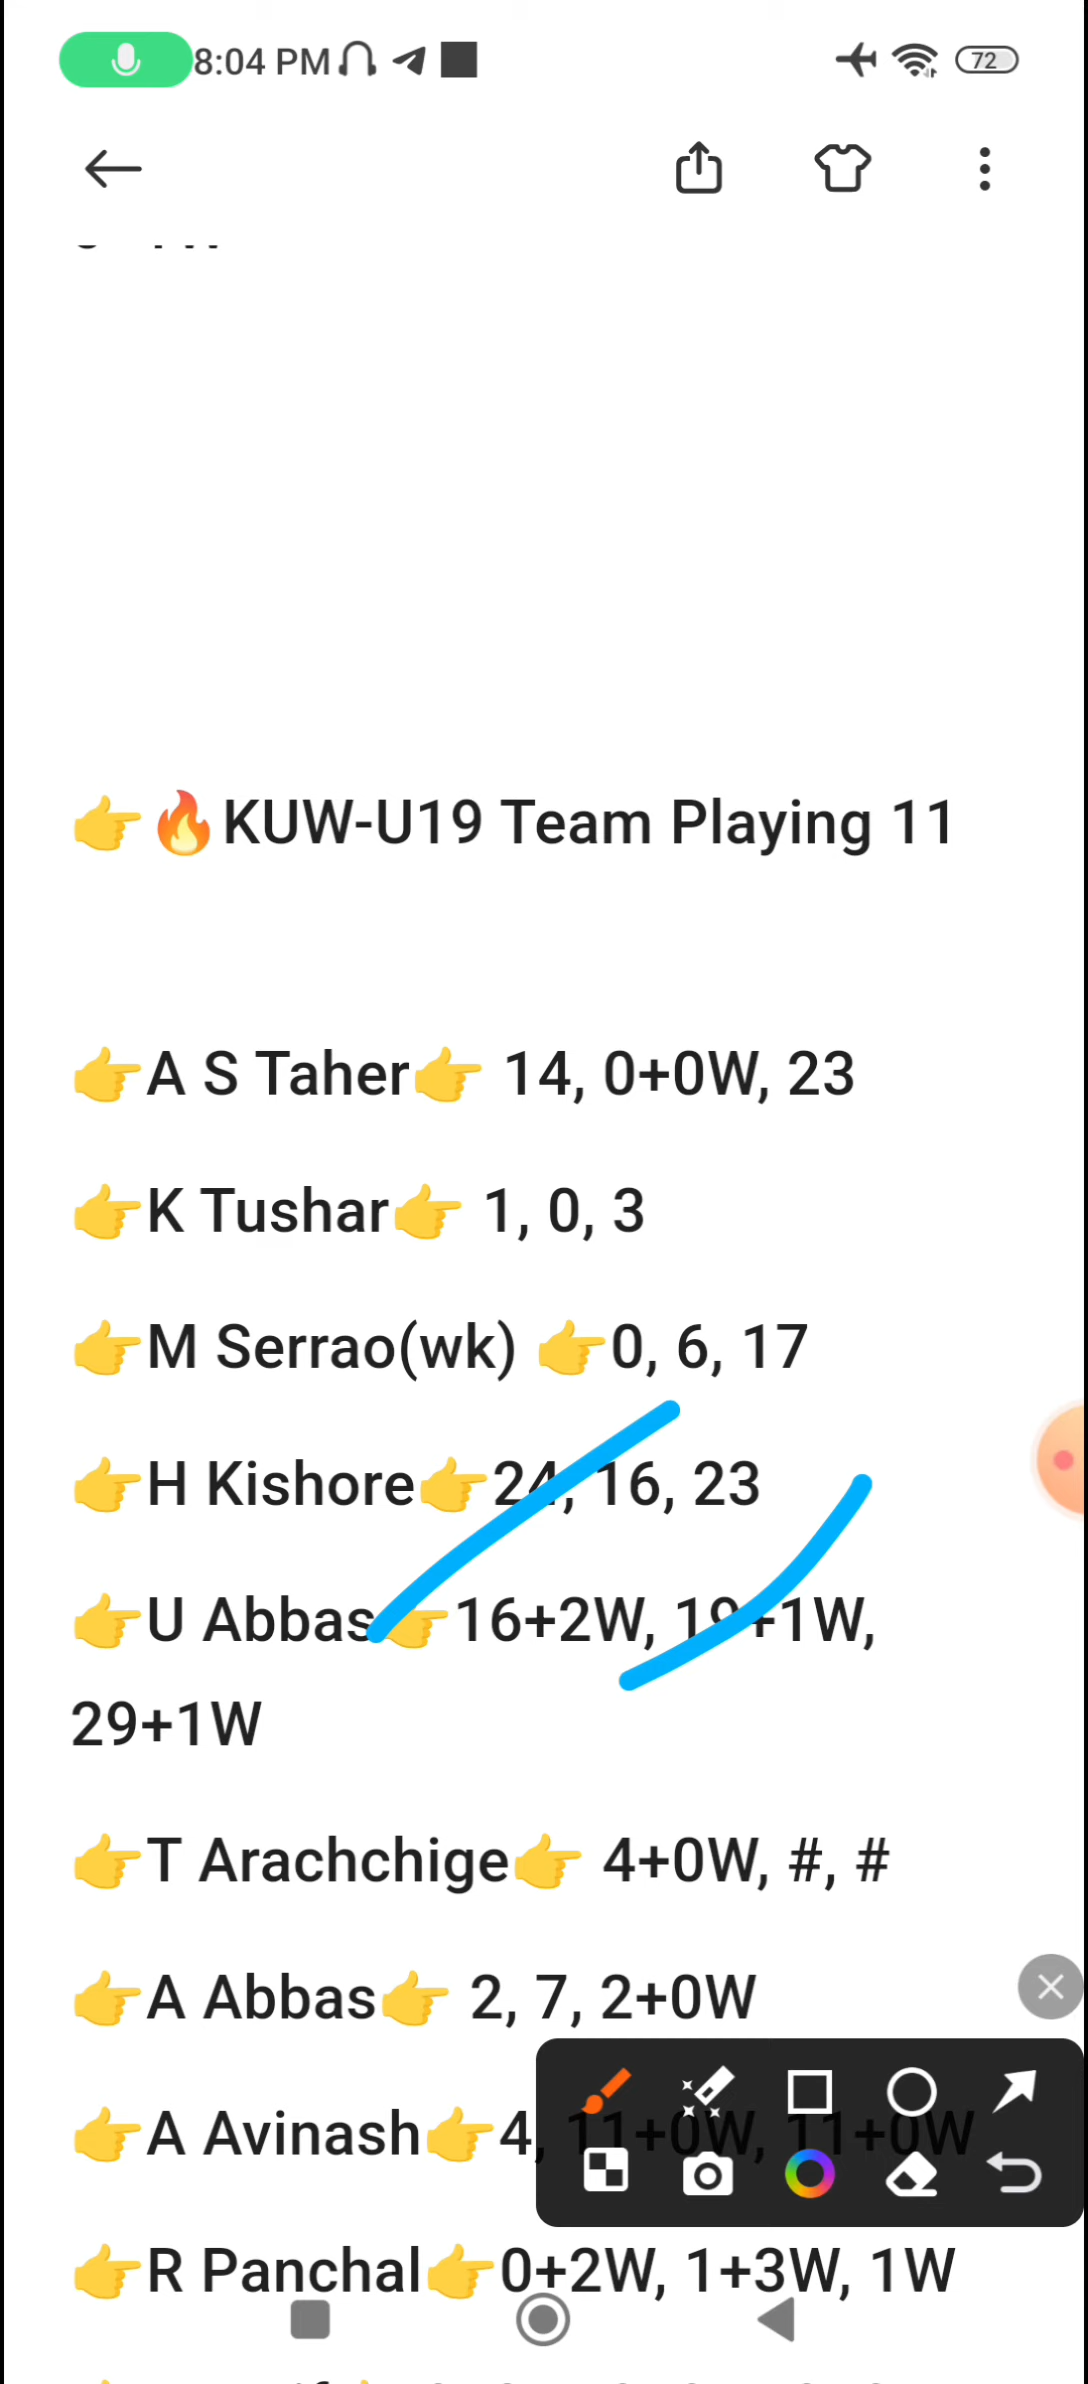 8:04 PM
72
👉🔥KUW-U19 Team Playing 11
👉A S Taher👉 14, 0+0W, 23
👉K Tushar👉 1, 0, 3
👉M Serrao(wk) 👉0, 6, 17
👉H Kishore👉24, 16, 23
👉U Abbas👉16+2W, 19+1W,
29+1W
👉T Arachchige👉 4+0W, #, #
👉A Abbas👉 2, 7, 2+0W
👉A Avinash👉4, 11+0W, 11+0W
👉R Panchal👉0+2W, 1+3W, 1W